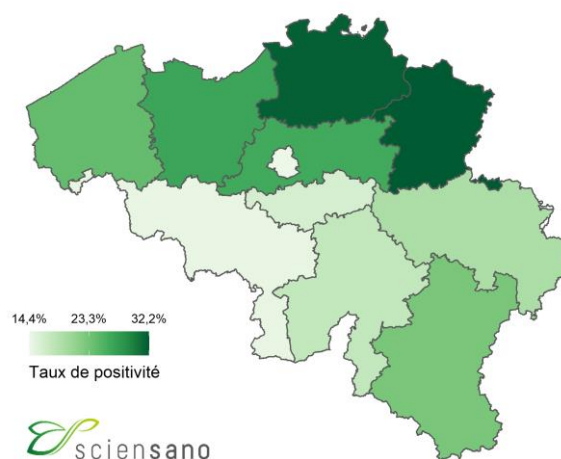 14,4% 23,3% 32,2%
Taux de positivité
sciensano